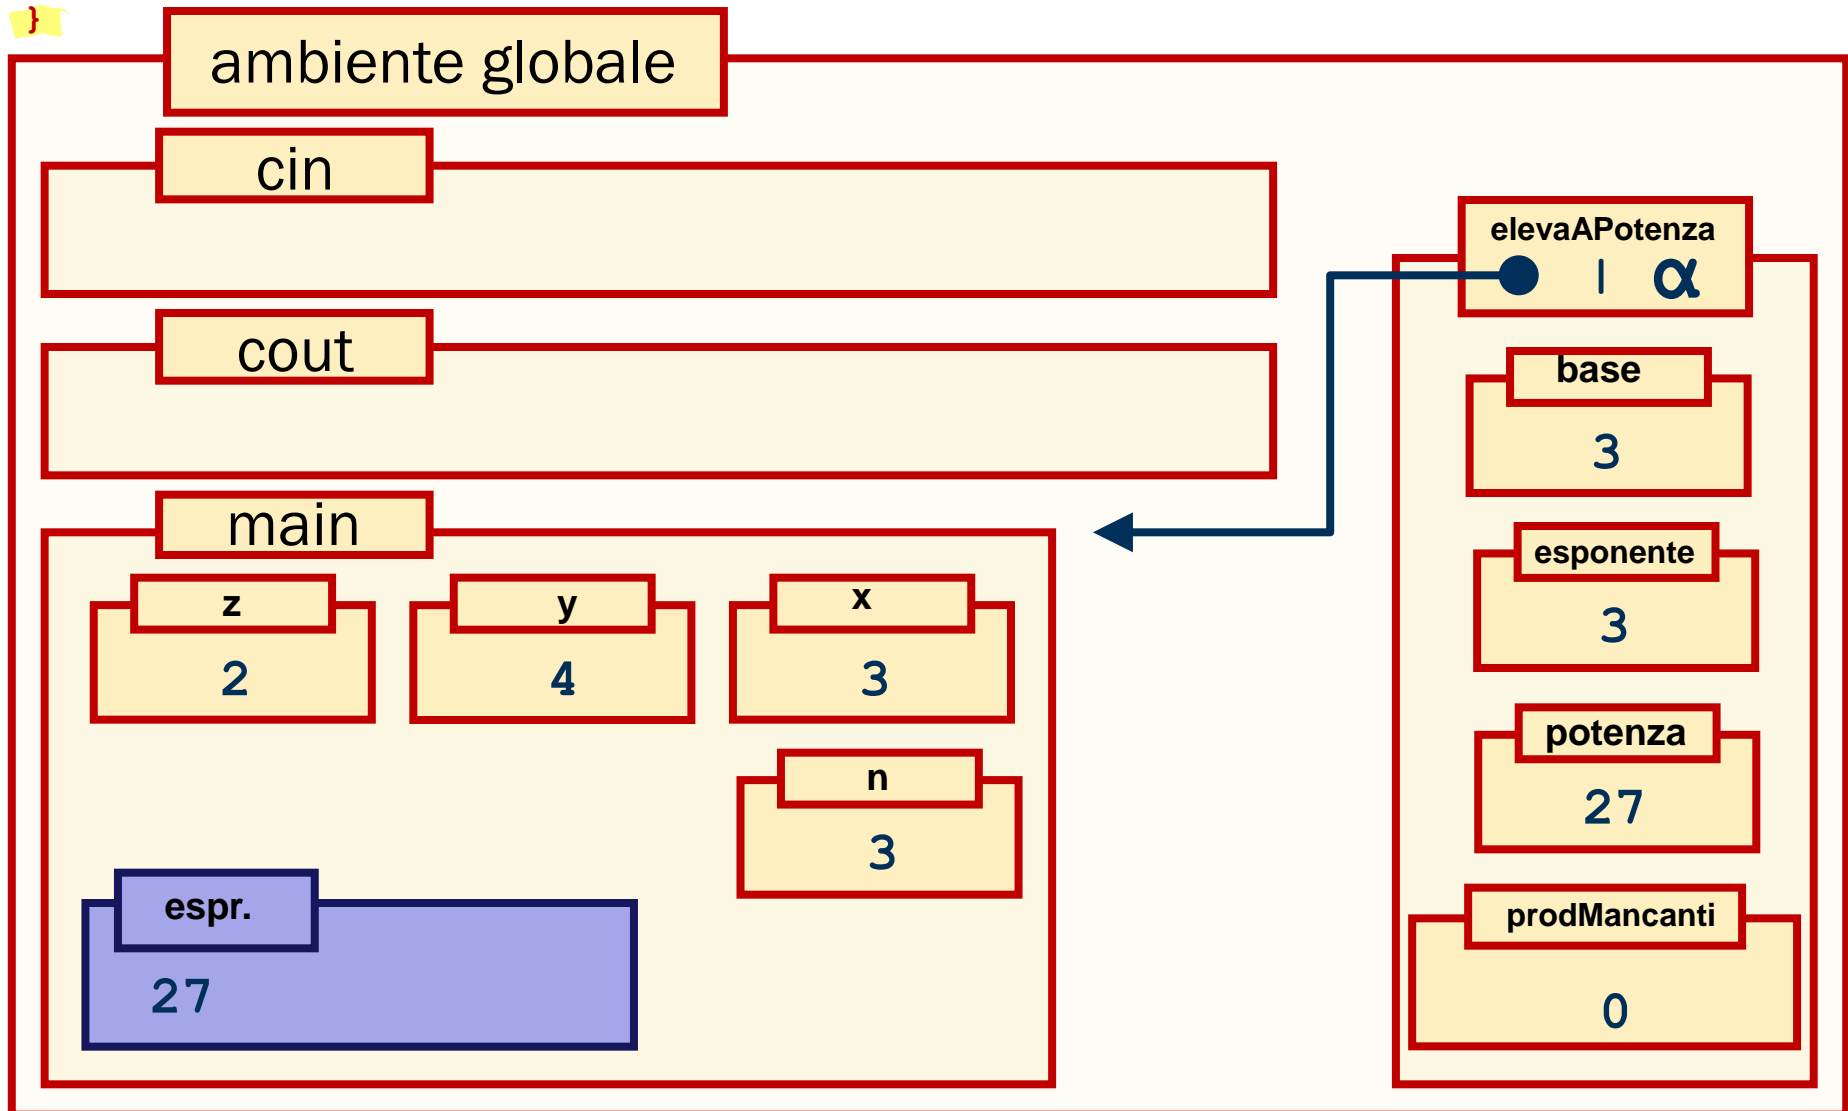 }
ambiente globale
cin
cout
main
z
2
y
4
x
3
n
3
espr.
27
elevaAPotenza
| α
base
3
esponente
3
potenza
27
prodMancanti
0